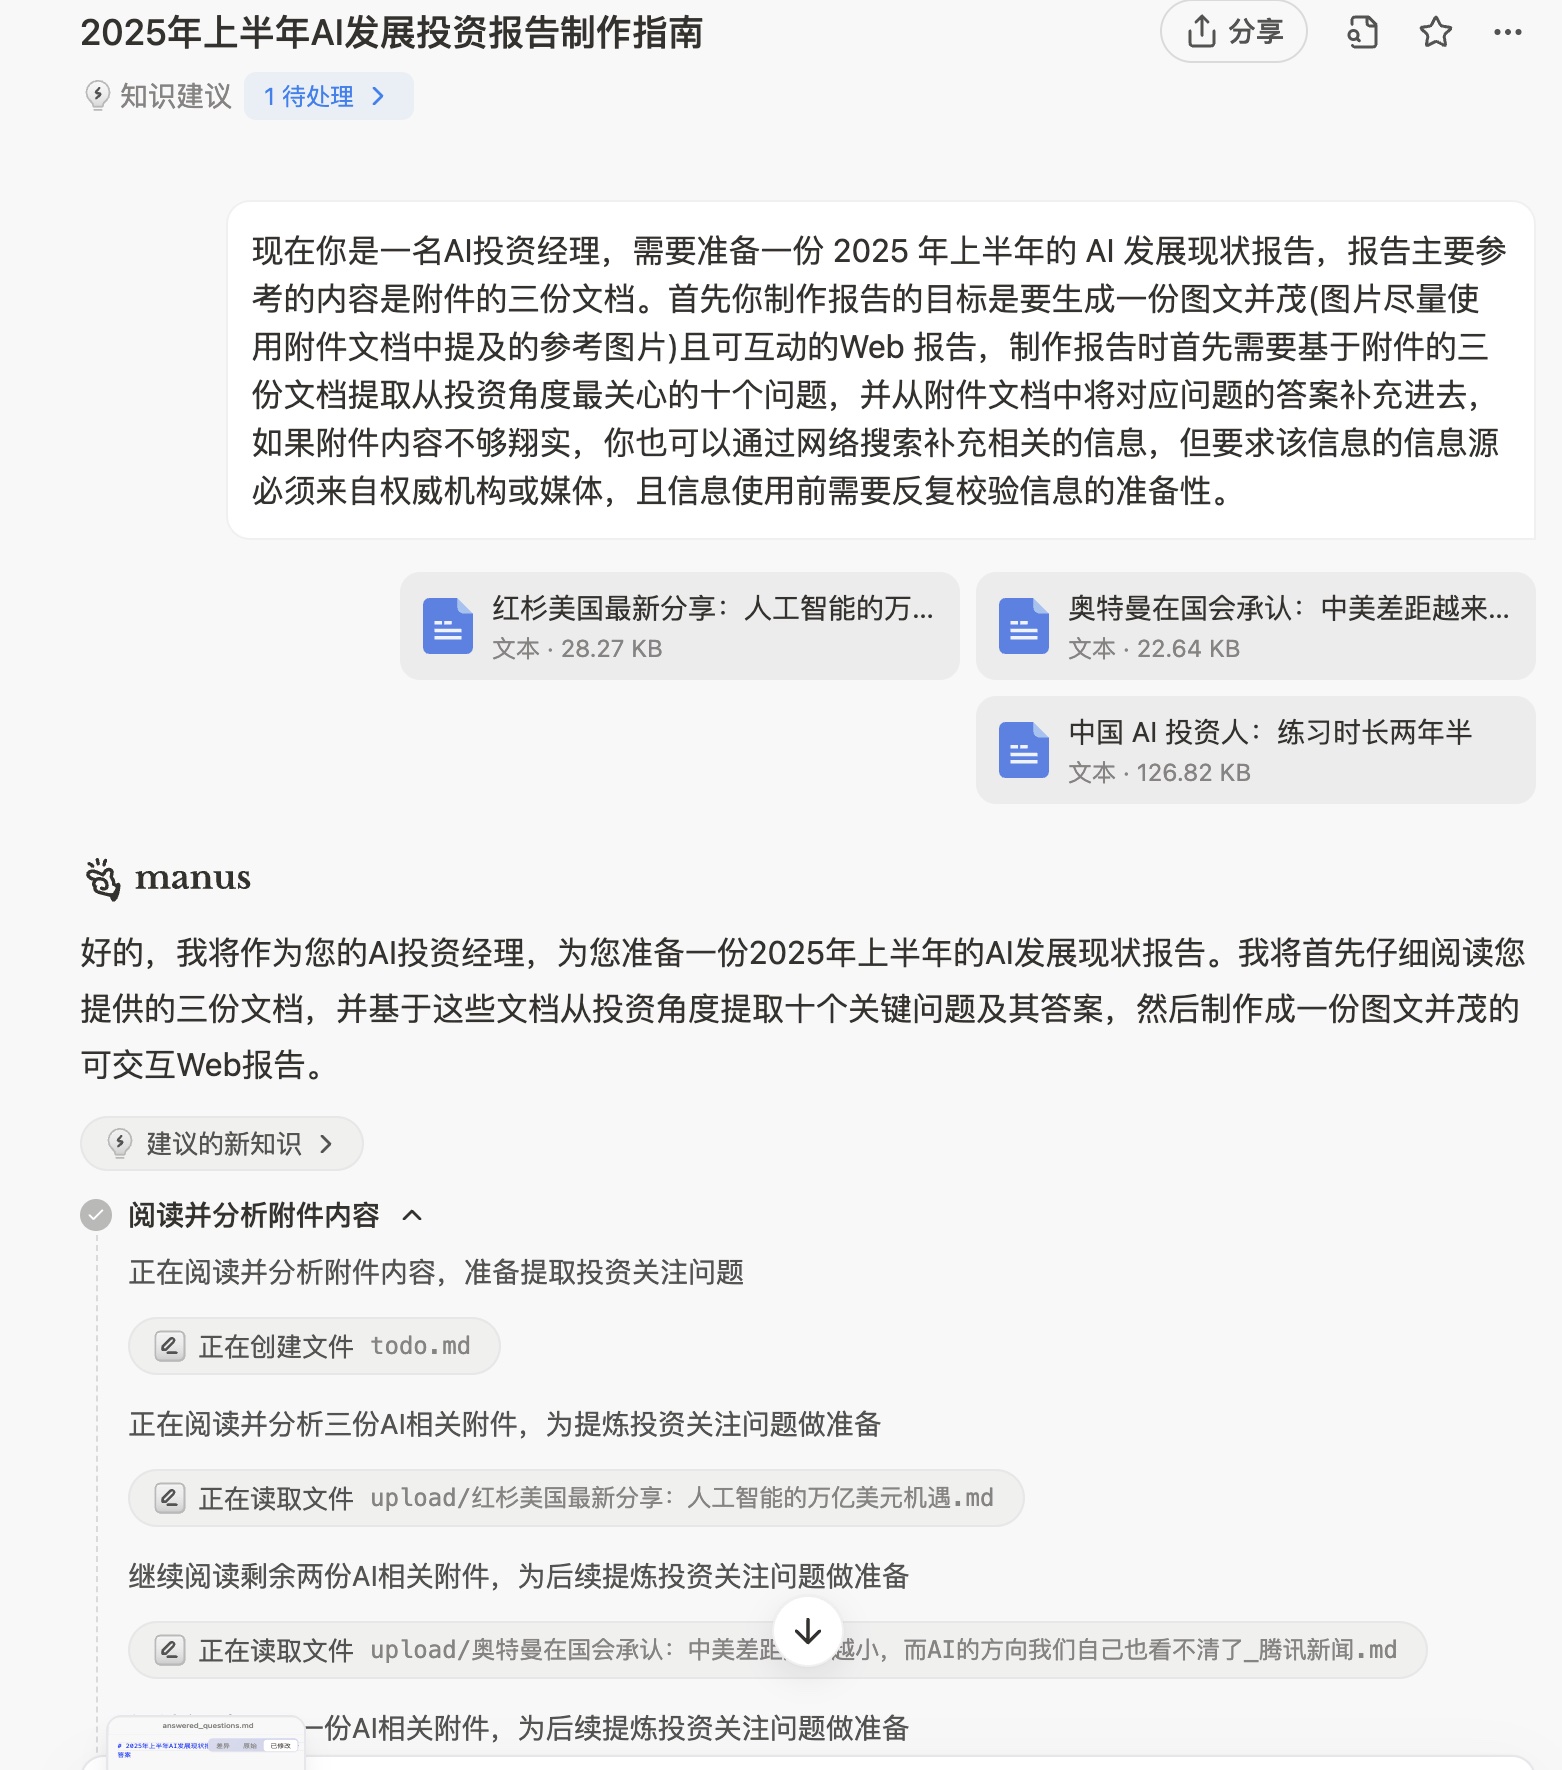 2025年上半年AI发展投资报告制作指南
分享
知识建议
1 待处理
现在你是一名AI投资经理，需要准备一份 2025 年上半年的 AI 发展现状报告，报告主要参
考的内容是附件的三份文档。首先你制作报告的目标是要生成一份图文并茂(图片尽量使
用附件文档中提及的参考图片)且可互动的Web 报告，制作报告时首先需要基于附件的三
份文档提取从投资角度最关心的十个问题，并从附件文档中将对应问题的答案补充进去，
如果附件内容不够翔实，你也可以通过网络搜索补充相关的信息，但要求该信息的信息源
必须来自权威机构或媒体，且信息使用前需要反复校验信息的准备性。
红杉美国最新分享：人工智能的万...
文本 · 28.27 KB
奥特曼在国会承认：中美差距越来...
文本 · 22.64 KB
中国 AI 投资人：练习时长两年半
文本 · 126.82 KB
manus
好的，我将作为您的AI投资经理，为您准备一份2025年上半年的AI发展现状报告。我将首先仔细阅读您
提供的三份文档，并基于这些文档从投资角度提取十个关键问题及其答案，然后制作成一份图文并茂的
可交互Web报告。
建议的新知识
阅读并分析附件内容
正在阅读并分析附件内容，准备提取投资关注问题
正在创建文件 todo.md
正在阅读并分析三份AI相关附件，为提炼投资关注问题做准备
正在读取文件 upload/红杉美国最新分享：人工智能的万亿美元机遇.md
继续阅读剩余两份AI相关附件，为后续提炼投资关注问题做准备
正在读取文件 upload/奥特曼在国会承认：中美差距 越小，而AI的方向我们自己也看不清了_腾讯新闻.md
一份AI相关附件，为后续提炼投资关注问题做准备
answered_questions.md
# 2025年上半年AI发展现状
差异 原始 已修改
答案